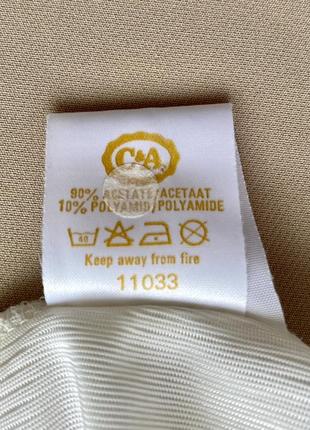 C&A
90% ACETATE/ACETAAT
10% POLYAMID/POLYAMIDE
40
Keep away from fire
11033